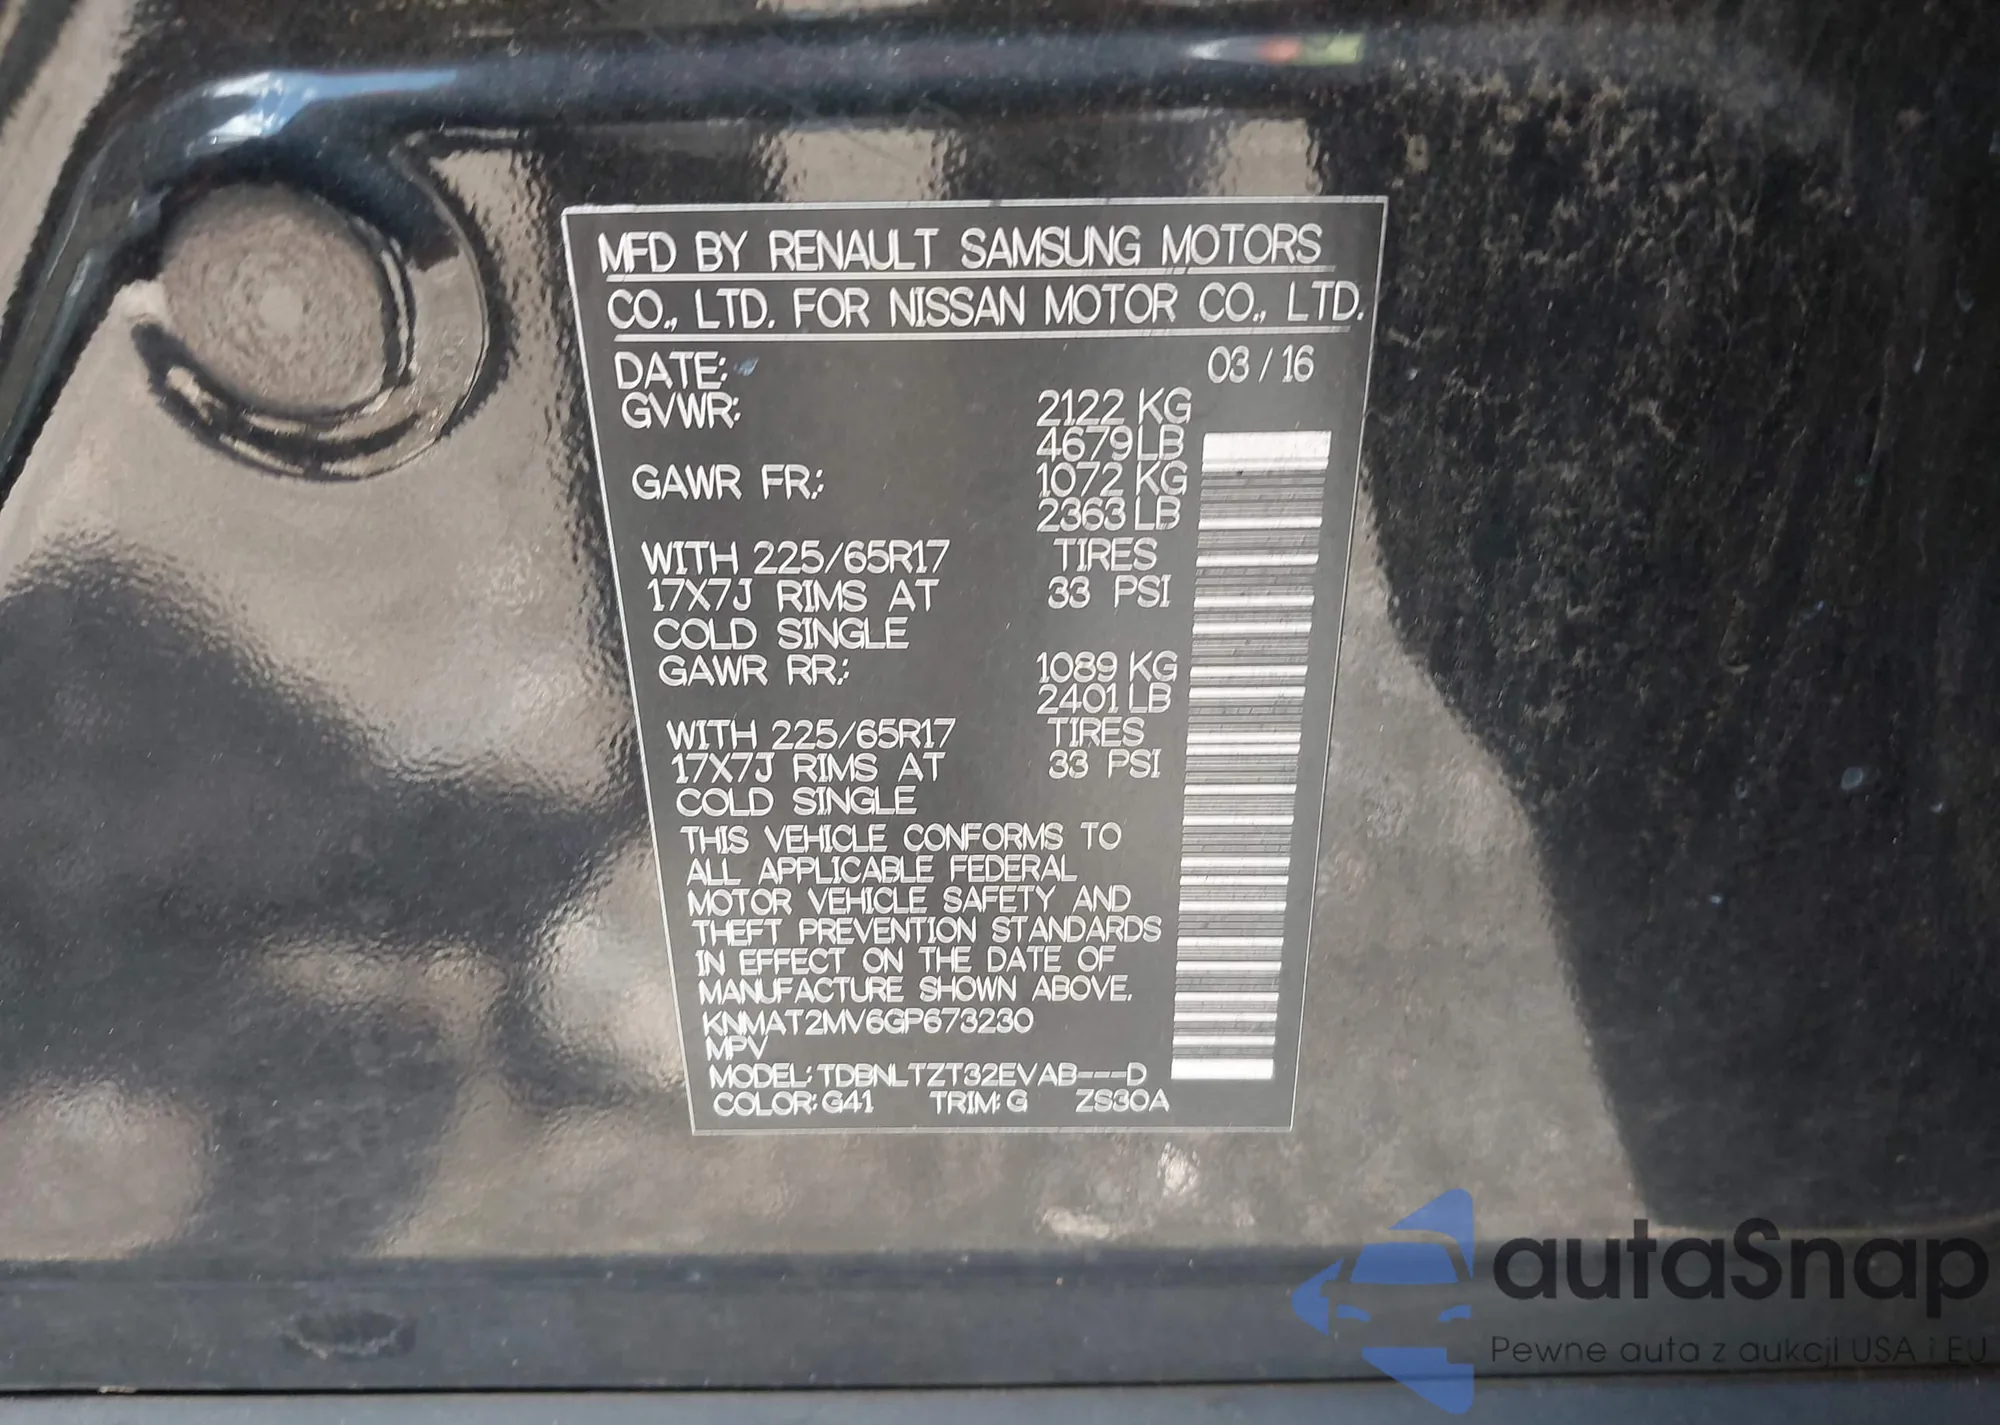 MFD BY RENAULT SAMSUNG MOTORS
CO., LTD. FOR NISSAN MOTOR CO., LTD.
DATE: 03 / 16
GVWR: 2122 KG
4679 LB
GAWR FR.: 1072 KG
2363 LB
WITH 225/65R17 TIRES
17X7J RIMS AT 33 PSI
COLD SINGLE
GAWR RR.: 1089 KG
2401 LB
WITH 225/65R17 TIRES
17X7J RIMS AT 33 PSI
COLD SINGLE
THIS VEHICLE CONFORMS TO
ALL APPLICABLE FEDERAL
MOTOR VEHICLE SAFETY AND
THEFT PREVENTION STANDARDS
IN EFFECT ON THE DATE OF
MANUFACTURE SHOWN ABOVE.
KNMAT2MV6GP673230
MPV
MODEL: TDBNLTZT32EVAB---D
COLOR: G41 TRIM: G ZS30A
autaSnap
Pewne auta z aukcji USA i EU